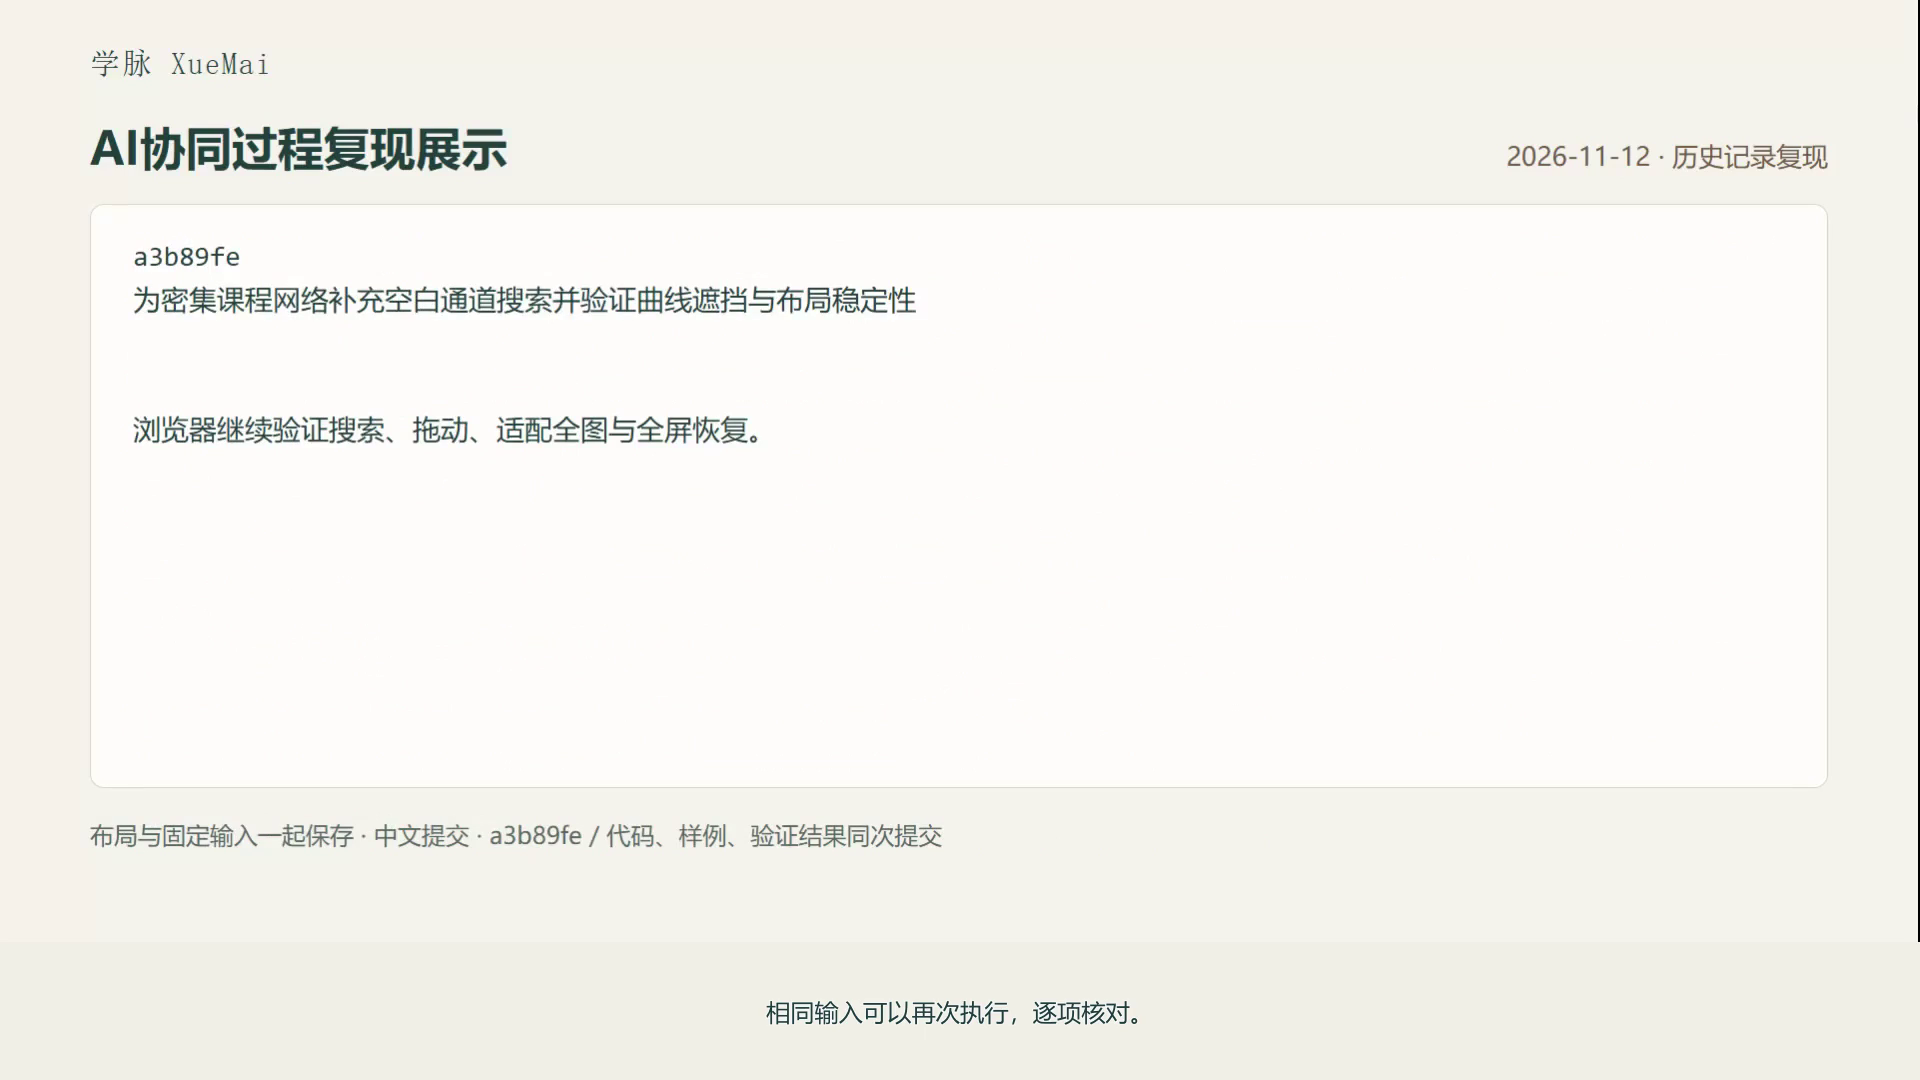 学脉 XueMai
AI协同过程复现展示
2026-11-12 · 历史记录复现
a3b89fe
为密集课程网络补充空白通道搜索并验证曲线遮挡与布局稳定性
浏览器继续验证搜索、拖动、适配全图与全屏恢复。
布局与固定输入一起保存 · 中文提交 · a3b89fe / 代码、样例、验证结果同次提交
相同输入可以再次执行，逐项核对。